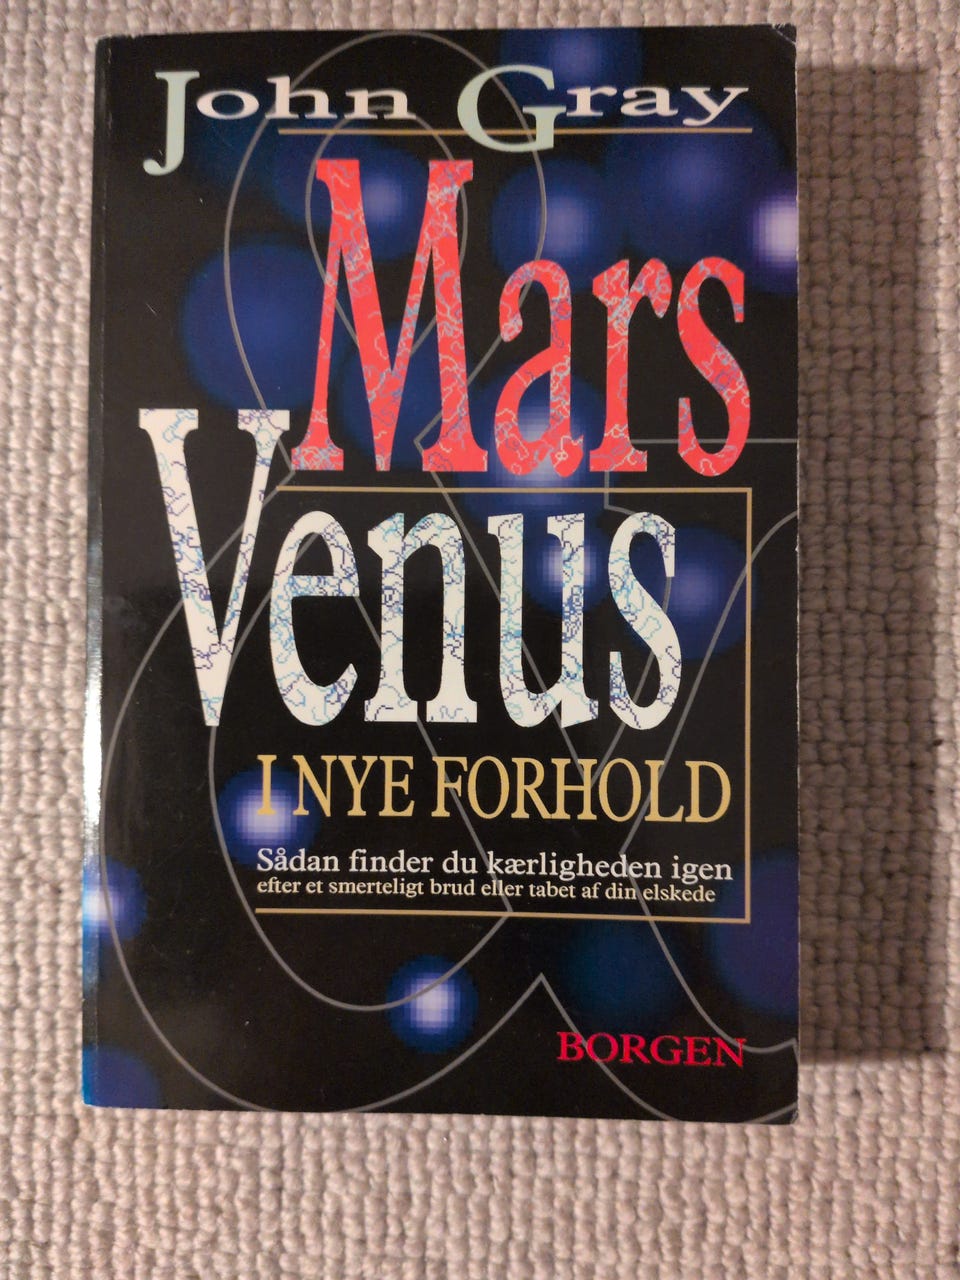 John Gray
Mars
Venus
I NYE FORHOLD
Sådan finder du kærligheden igen
efter et smerteligt brud eller tabet af din elskede
BORGEN